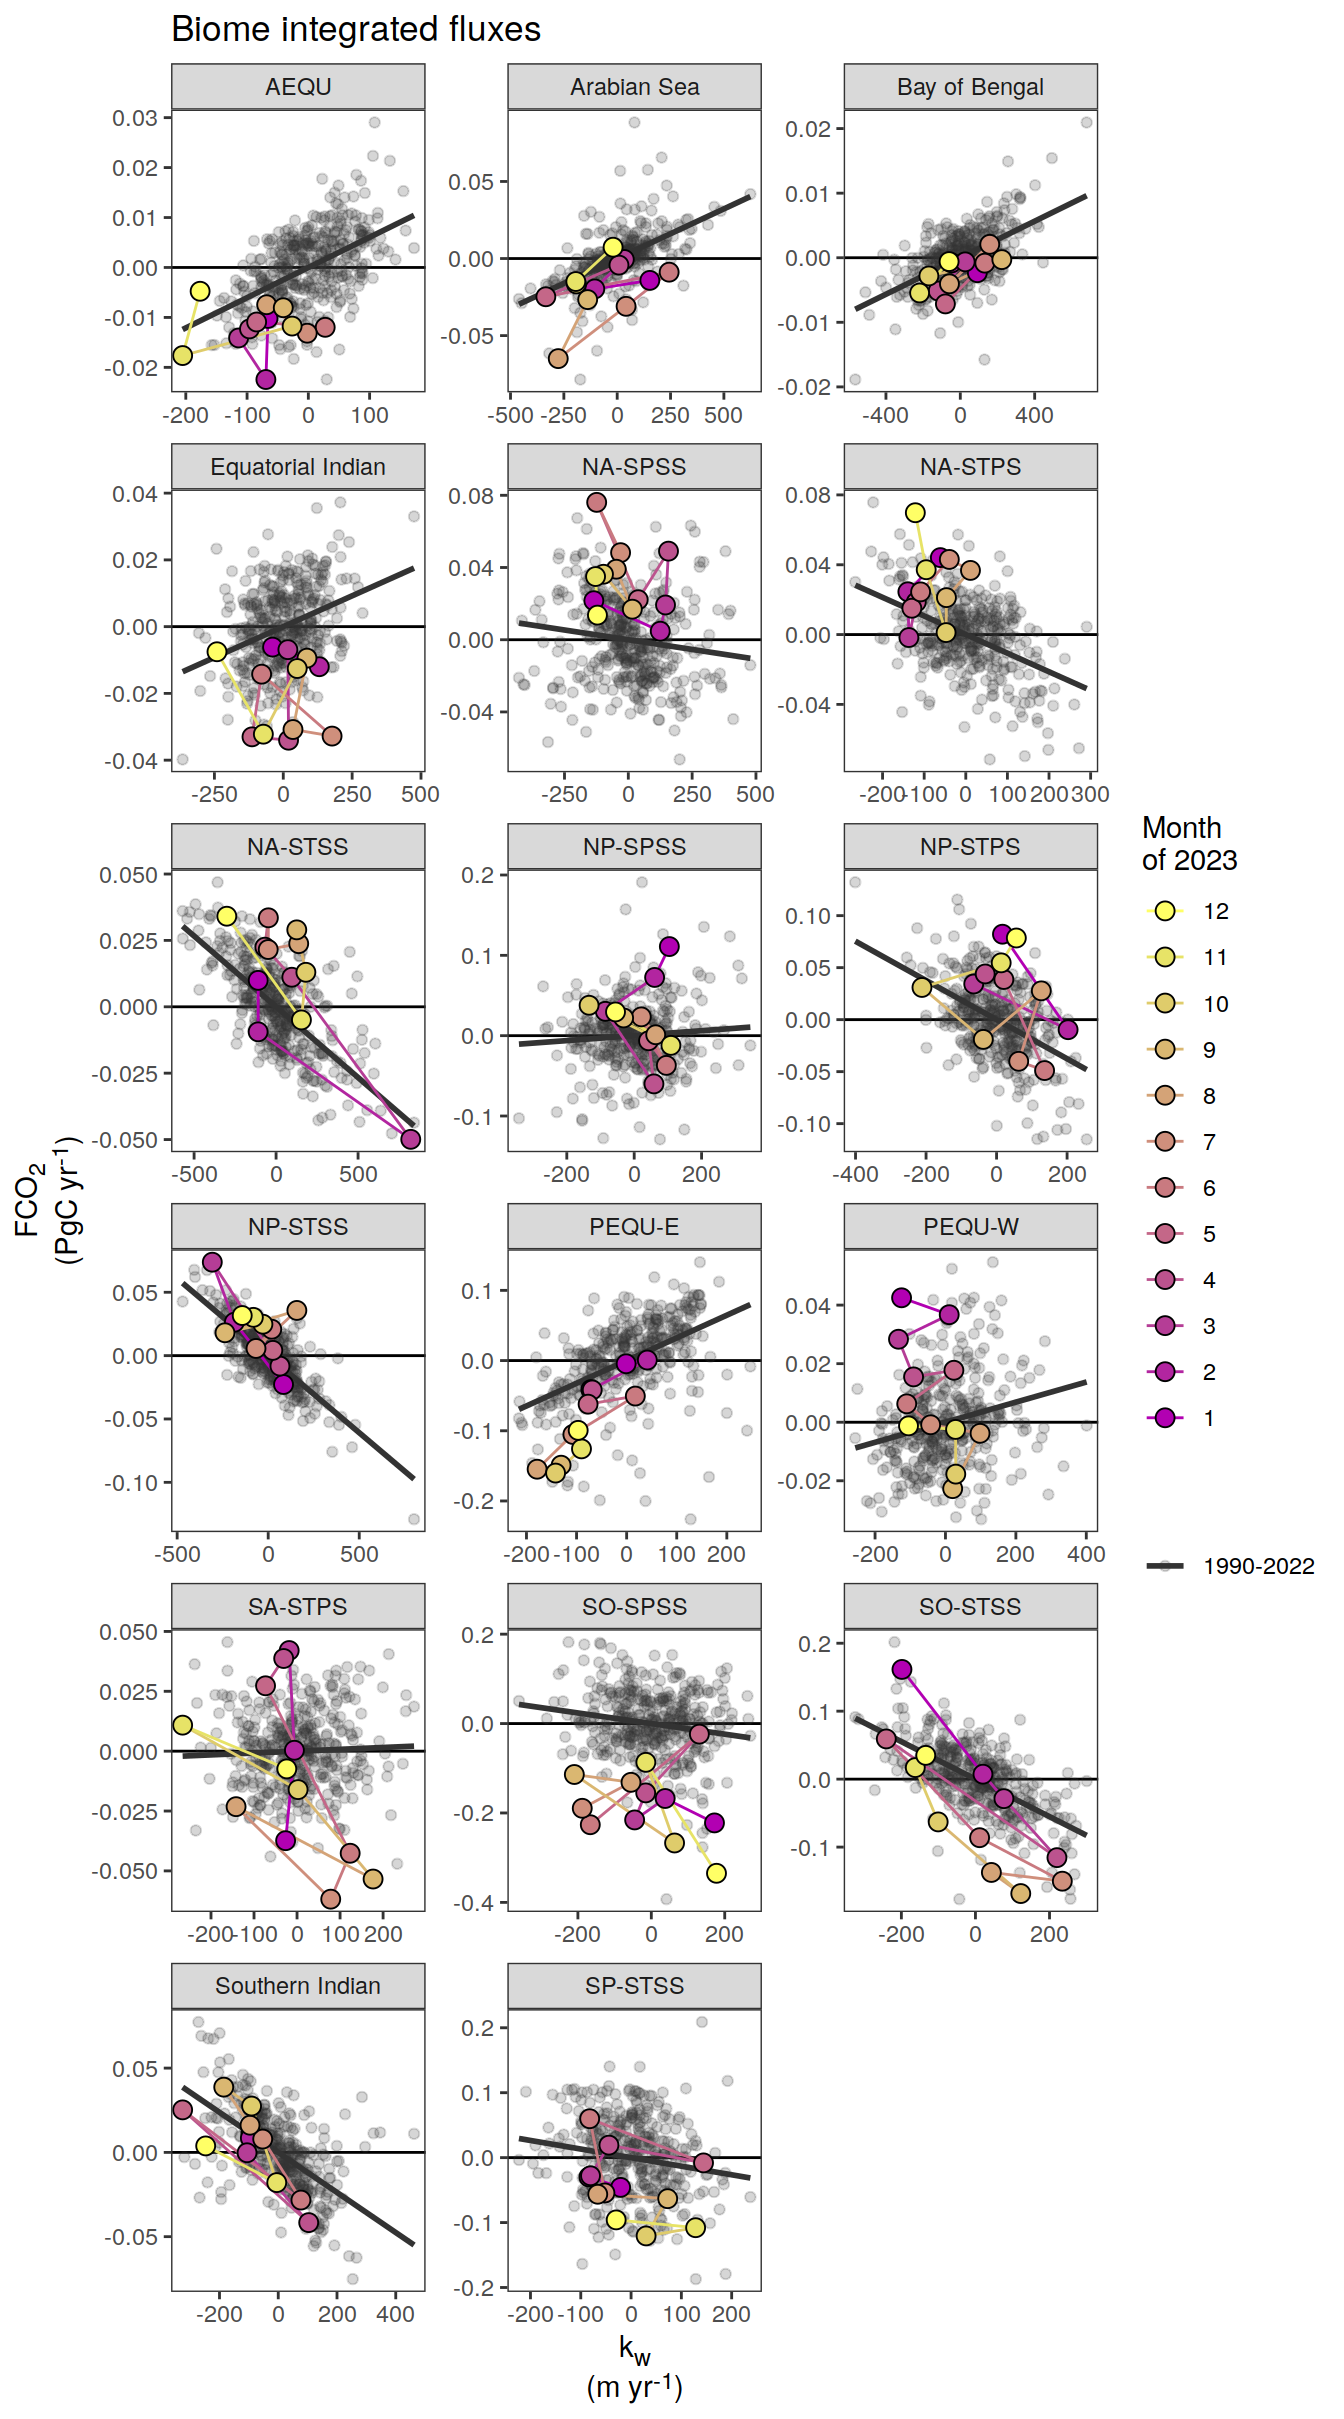 Biome integrated fluxes
AEQU
Arabian Sea
Bay of Bengal
0.03
0.02
0.01
0.00
-0.01
-0.02
-200 -100 0 100
0.05
0.00
-0.05
-500 -250 0 250 500
0.02
0.01
0.00
-0.01
-0.02
-400 0 400
Equatorial Indian
NA-SPSS
NA-STPS
0.04
0.02
0.00
-0.02
-0.04
-250 0 250 500
0.08
0.04
0.00
-0.04
-250 0 250 500
0.08
0.04
0.00
-0.04
-200 -100 0 100 200 300
NA-STSS
NP-SPSS
NP-STPS
0.050
0.025
0.000
-0.025
-0.050
-500 0 500
0.2
0.1
0.0
-0.1
-200 0 200
0.10
0.05
0.00
-0.05
-0.10
-400 -200 0 200
NP-STSS
PEQU-E
PEQU-W
0.05
0.00
-0.05
-0.10
-500 0 500
0.1
0.0
-0.1
-0.2
-200 -100 0 100 200
0.04
0.02
0.00
-0.02
-200 0 200 400
SA-STPS
SO-SPSS
SO-STSS
0.050
0.025
0.000
-0.025
-0.050
-200 -100 0 100 200
0.2
0.0
-0.2
-0.4
-200 0 200
0.2
0.1
0.0
-0.1
-200 0 200
Southern Indian
SP-STSS
0.05
0.00
-0.05
-200 0 200 400
0.2
0.1
0.0
-0.1
-0.2
-200 -100 0 100 200
FCO₂
(PgC yr⁻¹)
k_w
(m yr⁻¹)
Month
of 2023
12
11
10
9
8
7
6
5
4
3
2
1
1990-2022